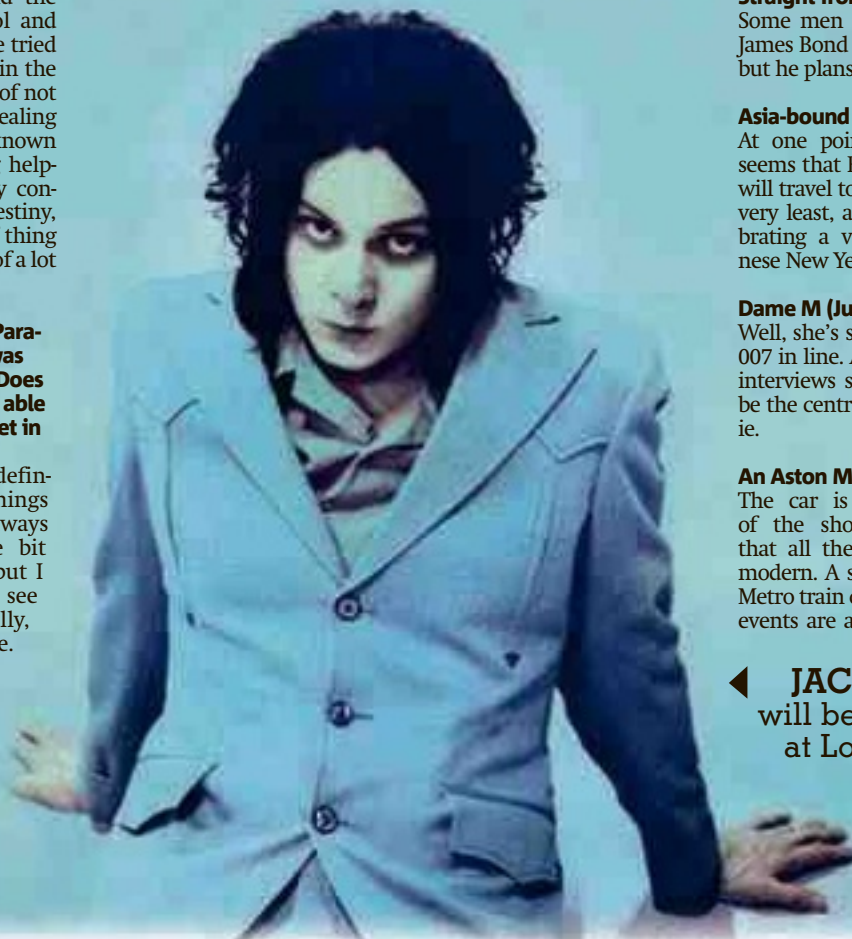 ol and
e tried
in the
of not
ealing
known
help-
y con-
estiny,
thing
of a lot
Para-
was
Does
able
et in
defin-
nings
ways
e bit
but I
see
lly,
e.
Some men
James Bond
but he plans
Asia-bound
At one poi
seems that
will travel to
very least, a
brating a v
nese New Ye
Dame M (Ju
Well, she's s
007 in line. A
interviews s
be the centr
ie.
An Aston M
The car is
of the sho
that all the
modern. A s
Metro train
events are a
JAC
will be
at Lo